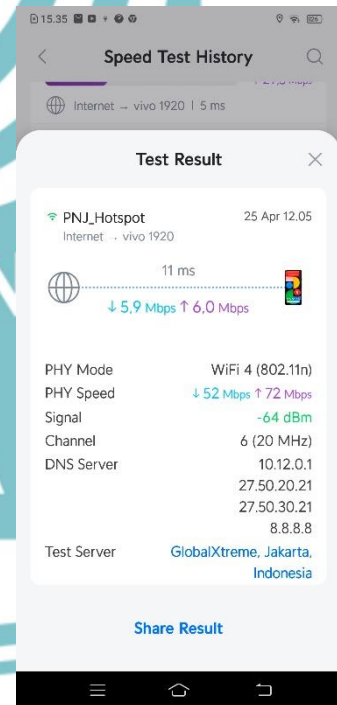 15.35
Speed Test History
Internet → vivo 1920 | 5 ms
Test Result
PNJ_Hotspot 25 Apr 12.05
Internet → vivo 1920
11 ms
↓ 5,9 Mbps ↑ 6,0 Mbps
PHY Mode WiFi 4 (802.11n)
PHY Speed ↓ 52 Mbps ↑ 72 Mbps
Signal -64 dBm
Channel 6 (20 MHz)
DNS Server 10.12.0.1
27.50.20.21
27.50.30.21
8.8.8.8
Test Server GlobalXtreme, Jakarta,
Indonesia
Share Result